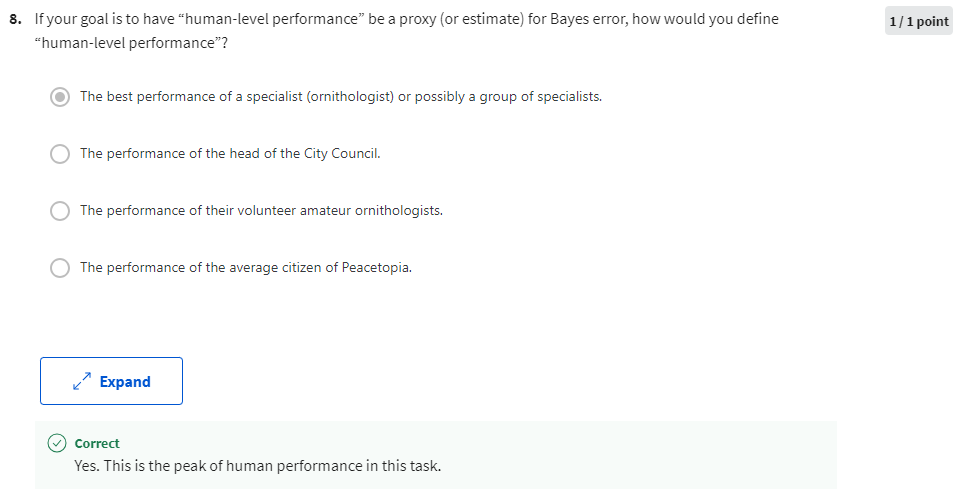 8. If your goal is to have “human-level performance” be a proxy (or estimate) for Bayes error, how would you define
“human-level performance”?
1 / 1 point
The best performance of a specialist (ornithologist) or possibly a group of specialists.
The performance of the head of the City Council.
The performance of their volunteer amateur ornithologists.
The performance of the average citizen of Peacetopia.
Expand
Correct
Yes. This is the peak of human performance in this task.